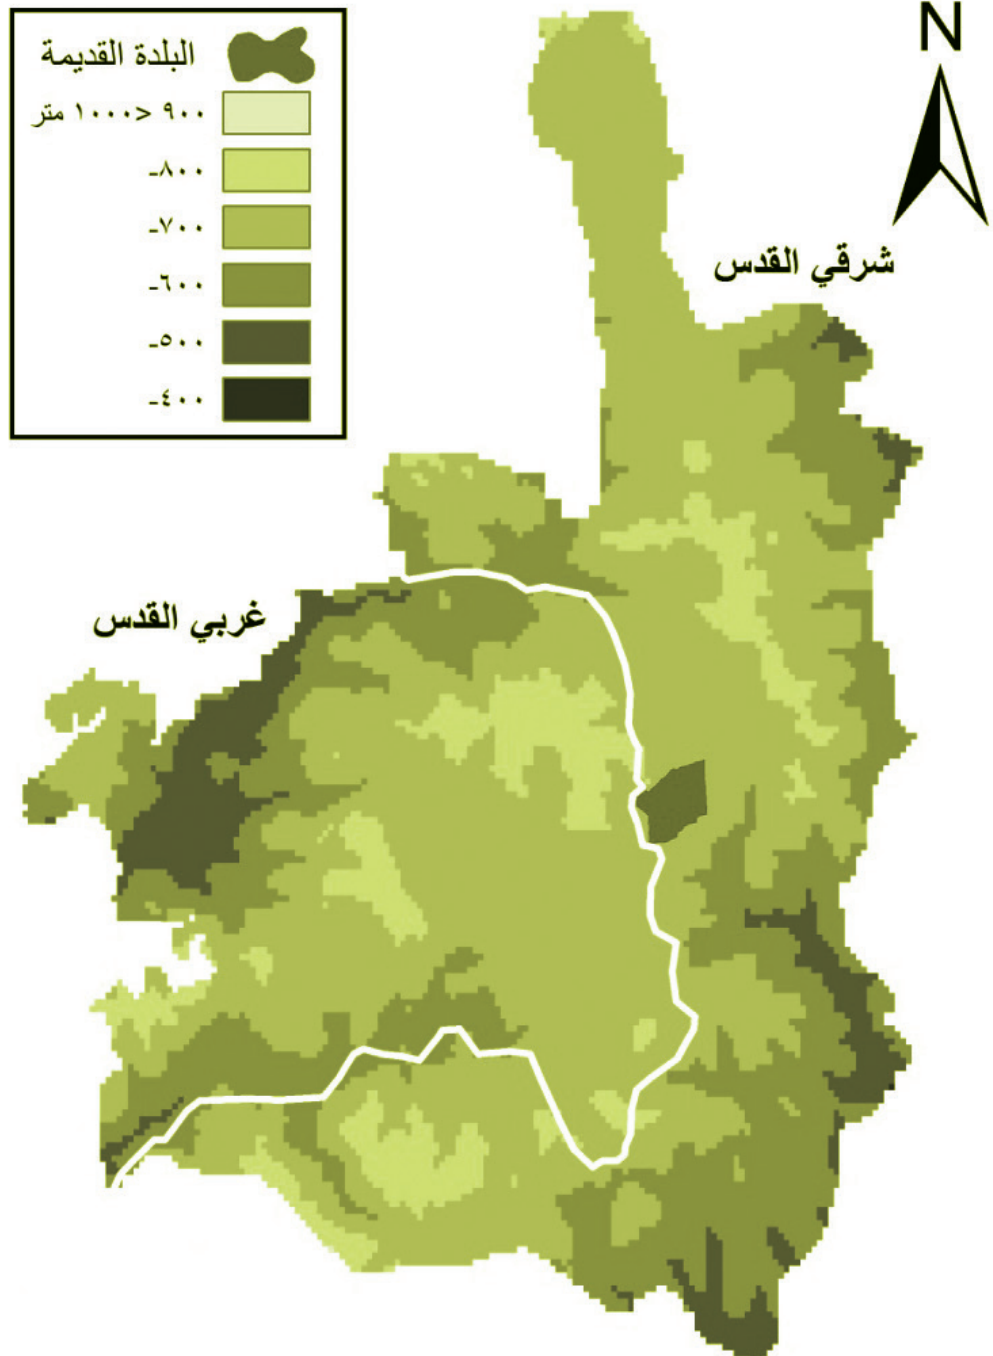 البلدة القديمة
٩٠٠ <١٠٠٠ متر
٨٠٠-
٧٠٠-
٦٠٠-
٥٠٠-
٤٠٠-
N
شرقي القدس
غربي القدس